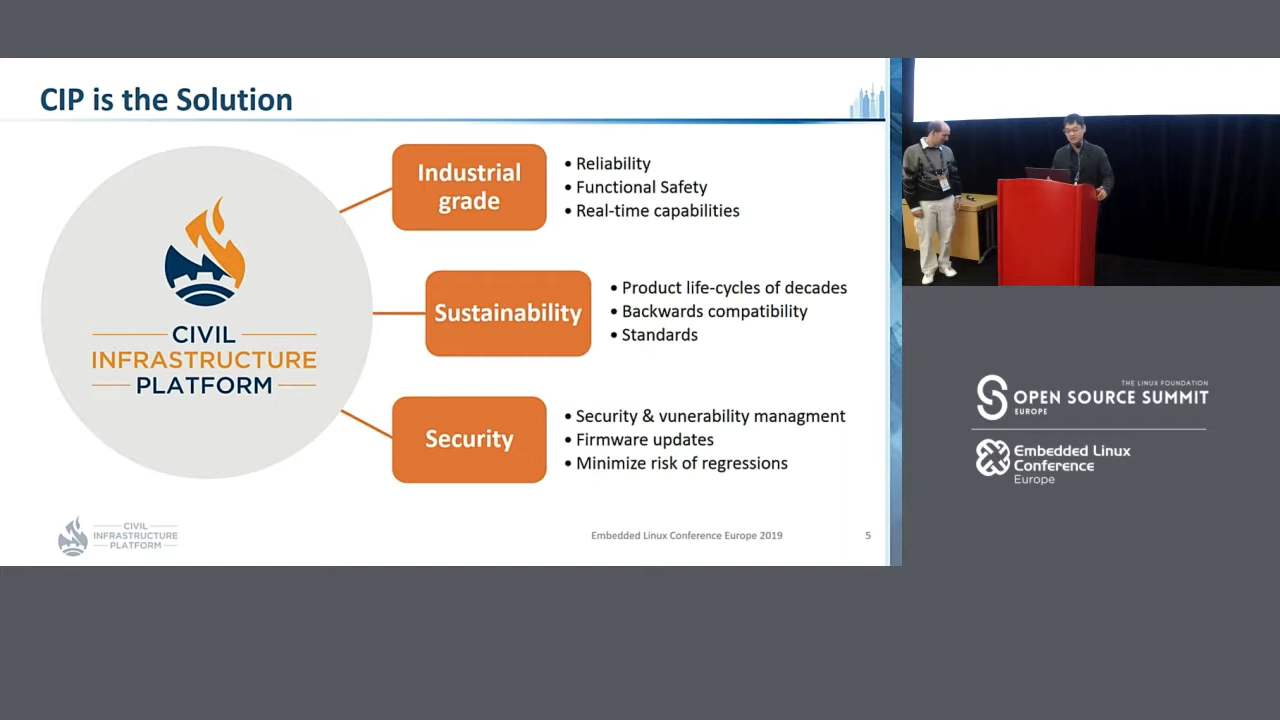 CIP is the Solution
CIVIL
INFRASTRUCTURE
PLATFORM
Industrial
grade
• Reliability
• Functional Safety
• Real-time capabilities
Sustainability
• Product life-cycles of decades
• Backwards compatibility
• Standards
Security
• Security & vunerability managment
• Firmware updates
• Minimize risk of regressions
CIVIL
INFRASTRUCTURE
PLATFORM
Embedded Linux Conference Europe 2019
5
THE LINUX FOUNDATION
OPEN SOURCE SUMMIT
EUROPE
Embedded Linux
Conference
Europe